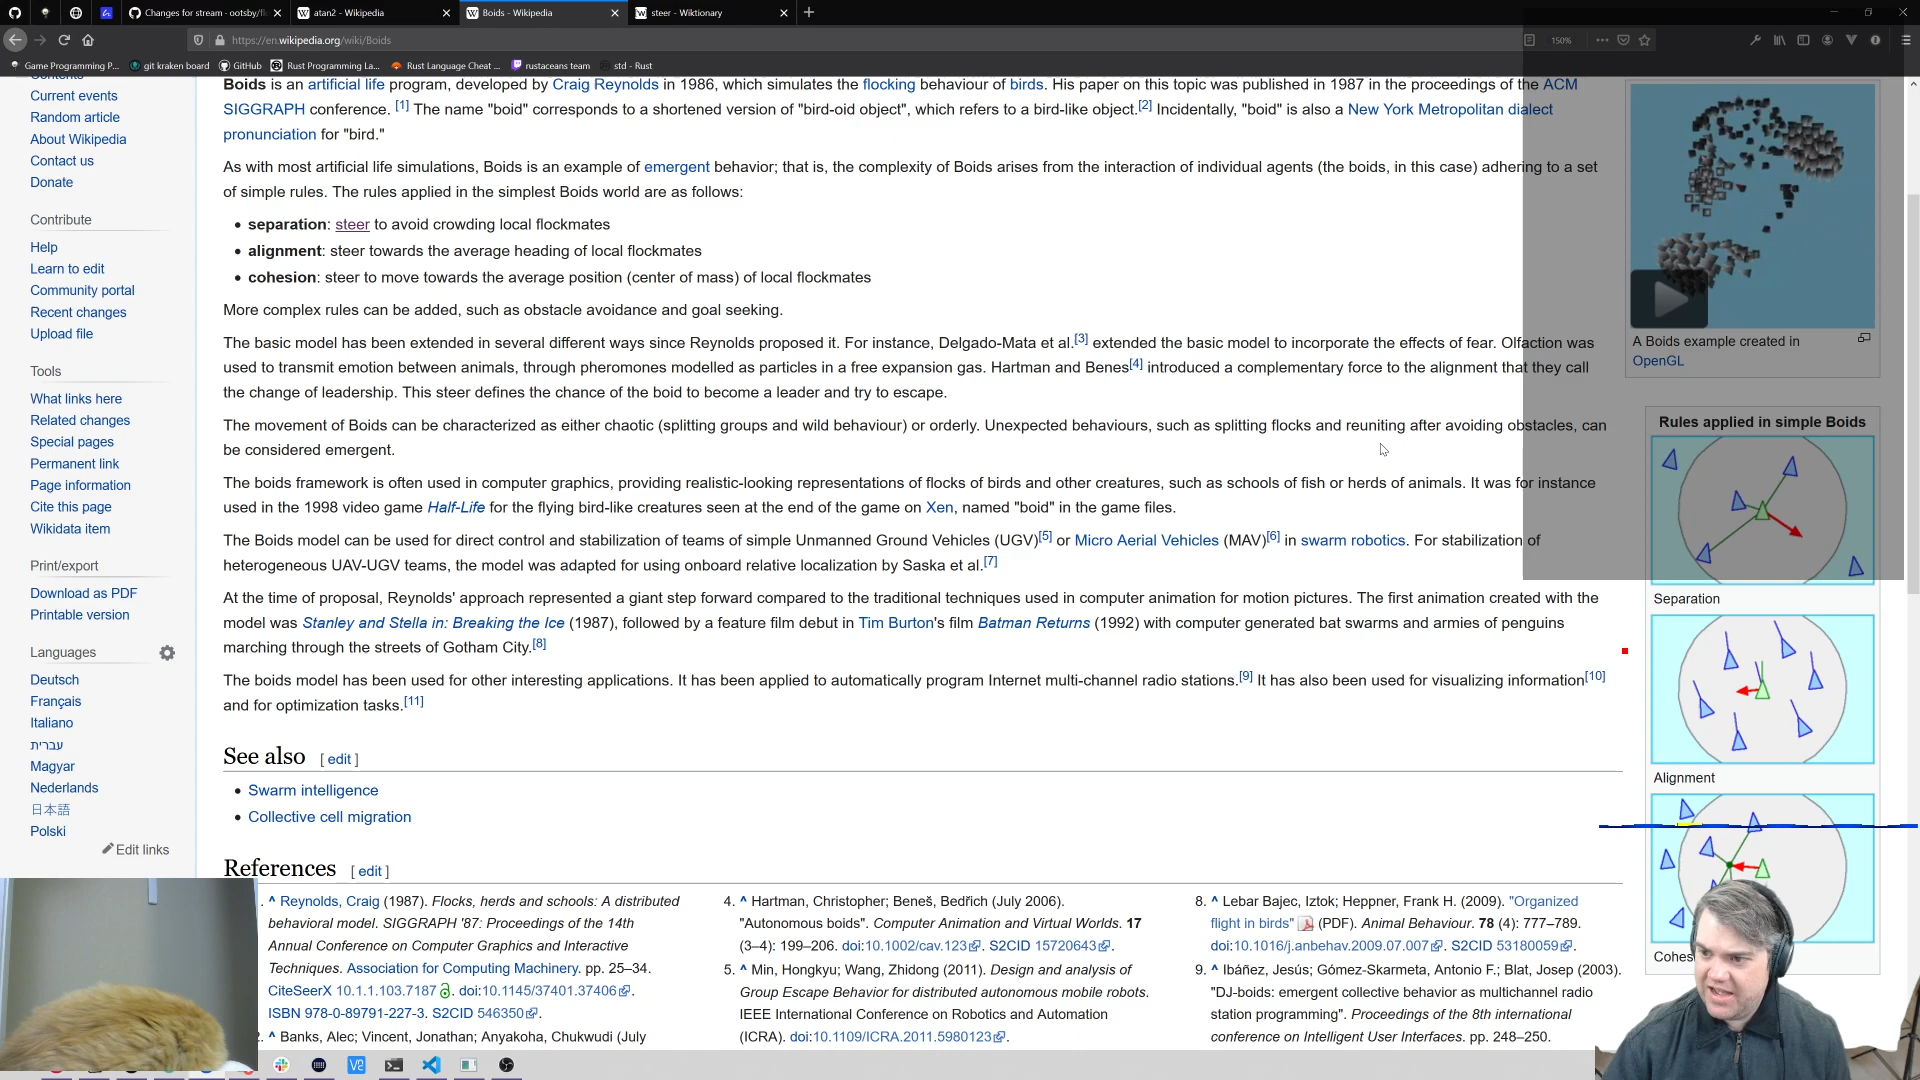 Changes for stream · ootsby/fl
atan2 - Wikipedia
Boids - Wikipedia
steer - Wiktionary
https://en.wikipedia.org/wiki/Boids
150%
Game Programming P...
git kraken board
GitHub
Rust Programming La...
Rust Language Cheat ...
rustaceans team
std - Rust
Contents
Current events
Random article
About Wikipedia
Contact us
Donate
Contribute
Help
Learn to edit
Community portal
Recent changes
Upload file
Tools
What links here
Related changes
Special pages
Permanent link
Page information
Cite this page
Wikidata item
Print/export
Download as PDF
Printable version
Languages
Deutsch
Français
Italiano
עברית
Magyar
Nederlands
日本語
Polski
Edit links
Boids is an artificial life program, developed by Craig Reynolds in 1986, which simulates the flocking behaviour of birds. His paper on this topic was published in 1987 in the proceedings of the ACM
SIGGRAPH conference. [1] The name "boid" corresponds to a shortened version of "bird-oid object", which refers to a bird-like object.[2] Incidentally, "boid" is also a New York Metropolitan dialect
pronunciation for "bird."
As with most artificial life simulations, Boids is an example of emergent behavior; that is, the complexity of Boids arises from the interaction of individual agents (the boids, in this case) adhering to a set
of simple rules. The rules applied in the simplest Boids world are as follows:
• separation: steer to avoid crowding local flockmates
• alignment: steer towards the average heading of local flockmates
• cohesion: steer to move towards the average position (center of mass) of local flockmates
More complex rules can be added, such as obstacle avoidance and goal seeking.
The basic model has been extended in several different ways since Reynolds proposed it. For instance, Delgado-Mata et al.[3] extended the basic model to incorporate the effects of fear. Olfaction was
used to transmit emotion between animals, through pheromones modelled as particles in a free expansion gas. Hartman and Benes[4] introduced a complementary force to the alignment that they call
the change of leadership. This steer defines the chance of the boid to become a leader and try to escape.
The movement of Boids can be characterized as either chaotic (splitting groups and wild behaviour) or orderly. Unexpected behaviours, such as splitting flocks and reuniting after avoiding obstacles, can
be considered emergent.
The boids framework is often used in computer graphics, providing realistic-looking representations of flocks of birds and other creatures, such as schools of fish or herds of animals. It was for instance
used in the 1998 video game Half-Life for the flying bird-like creatures seen at the end of the game on Xen, named "boid" in the game files.
The Boids model can be used for direct control and stabilization of teams of simple Unmanned Ground Vehicles (UGV)[5] or Micro Aerial Vehicles (MAV)[6] in swarm robotics. For stabilization of
heterogeneous UAV-UGV teams, the model was adapted for using onboard relative localization by Saska et al.[7]
At the time of proposal, Reynolds' approach represented a giant step forward compared to the traditional techniques used in computer animation for motion pictures. The first animation created with the
model was Stanley and Stella in: Breaking the Ice (1987), followed by a feature film debut in Tim Burton's film Batman Returns (1992) with computer generated bat swarms and armies of penguins
marching through the streets of Gotham City.[8]
The boids model has been used for other interesting applications. It has been applied to automatically program Internet multi-channel radio stations.[9] It has also been used for visualizing information[10]
and for optimization tasks.[11]
See also [ edit ]
• Swarm intelligence
• Collective cell migration
References [ edit ]
^ Reynolds, Craig (1987). Flocks, herds and schools: A distributed
behavioral model. SIGGRAPH '87: Proceedings of the 14th
Annual Conference on Computer Graphics and Interactive
Techniques. Association for Computing Machinery. pp. 25–34.
CiteSeerX 10.1.1.103.7187. doi:10.1145/37401.37406.
ISBN 978-0-89791-227-3. S2CID 546350.
^ Banks, Alec; Vincent, Jonathan; Anyakoha, Chukwudi (July
4. ^ Hartman, Christopher; Beneš, Bedřich (July 2006).
"Autonomous boids". Computer Animation and Virtual Worlds. 17
(3–4): 199–206. doi:10.1002/cav.123. S2CID 15720643.
5. ^ Min, Hongkyu; Wang, Zhidong (2011). Design and analysis of
Group Escape Behavior for distributed autonomous mobile robots.
IEEE International Conference on Robotics and Automation
(ICRA). doi:10.1109/ICRA.2011.5980123.
8. ^ Lebar Bajec, Iztok; Heppner, Frank H. (2009). "Organized
flight in birds" (PDF). Animal Behaviour. 78 (4): 777–789.
doi:10.1016/j.anbehav.2009.07.007. S2CID 53180059.
9. ^ Ibáñez, Jesús; Gómez-Skarmeta, Antonio F.; Blat, Josep (2003).
"DJ-boids: emergent collective behavior as multichannel radio
station programming". Proceedings of the 8th international
conference on Intelligent User Interfaces. pp. 248–250.
A Boids example created in
OpenGL
Rules applied in simple Boids
Separation
Alignment
Cohes